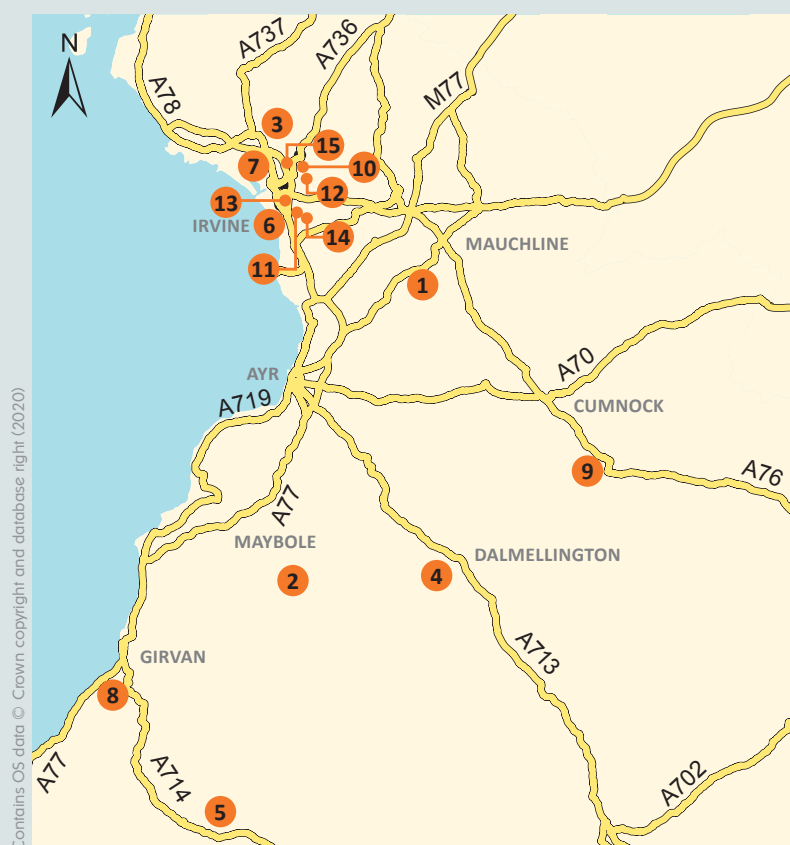 N
A737
A736
A78
M77
3
15
7
10
12
13
IRVINE
6
14
MAUCHLINE
11
1
AYR
A70
A719
CUMNOCK
9
A76
A77
MAYBOLE
DALMELLINGTON
2
4
GIRVAN
A713
8
A77
A714
A702
5
Contains OS data © Crown copyright and database right (2020)